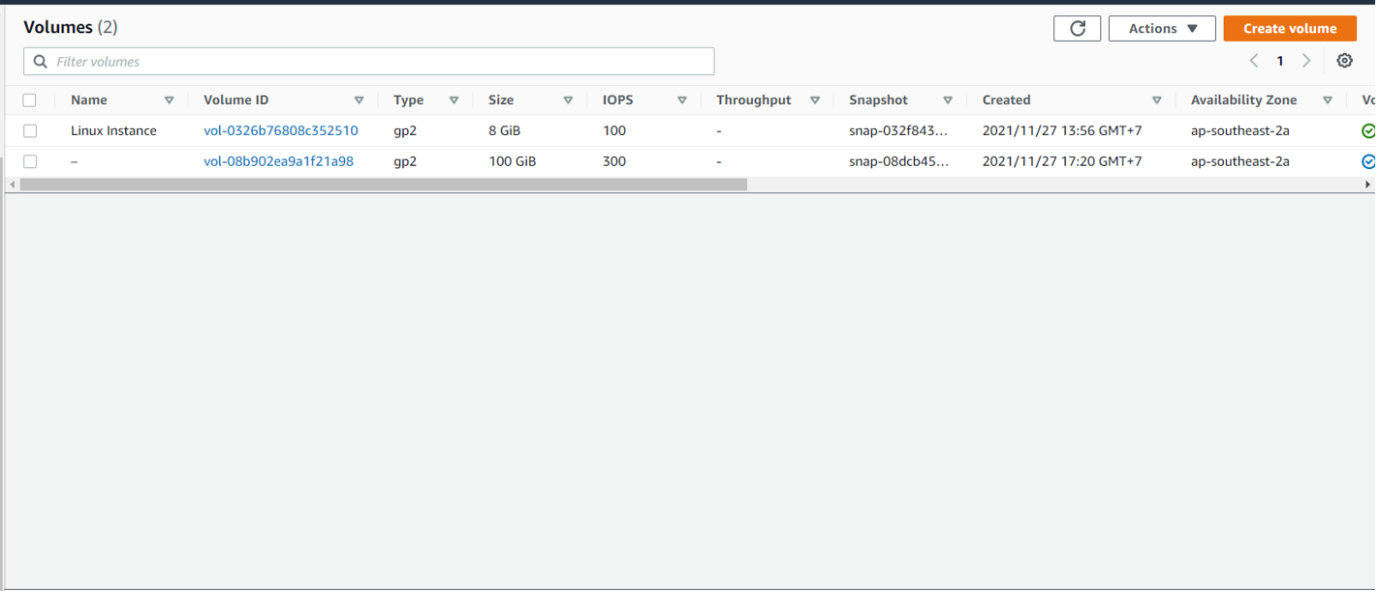 Volumes (2)
Actions
Create volume
Filter volumes
1
Name Volume ID Type Size IOPS Throughput Snapshot Created Availability Zone
Linux Instance vol-0326b76808c352510 gp2 8 GiB 100 - snap-032f843... 2021/11/27 13:56 GMT+7 ap-southeast-2a
– vol-08b902ea9a1f21a98 gp2 100 GiB 300 - snap-08dcb45... 2021/11/27 17:20 GMT+7 ap-southeast-2a